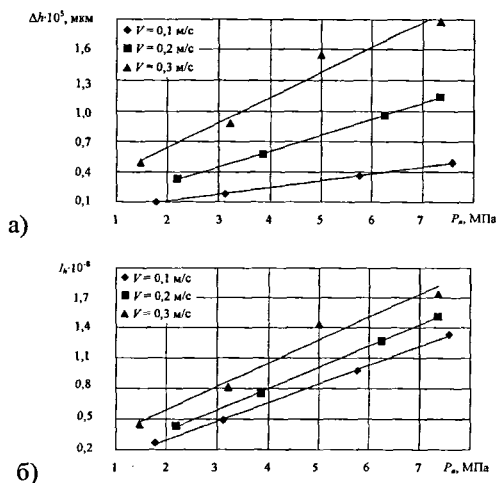 Δh·10⁵, мкм
1,6
1,3
1,0
0,7
0,4
0,1
♦ V = 0,1 м/с
■ V = 0,2 м/с
▲ V = 0,3 м/с
1 2 3 4 5 6 7 Pₐ, МПа
а)
Iₕ·10⁻⁸
1,7
1,4
1,1
0,8
0,5
0,2
♦ V = 0,1 м/с
■ V = 0,2 м/с
▲ V = 0,3 м/с
1 2 3 4 5 6 7 Pₐ, МПа
б)